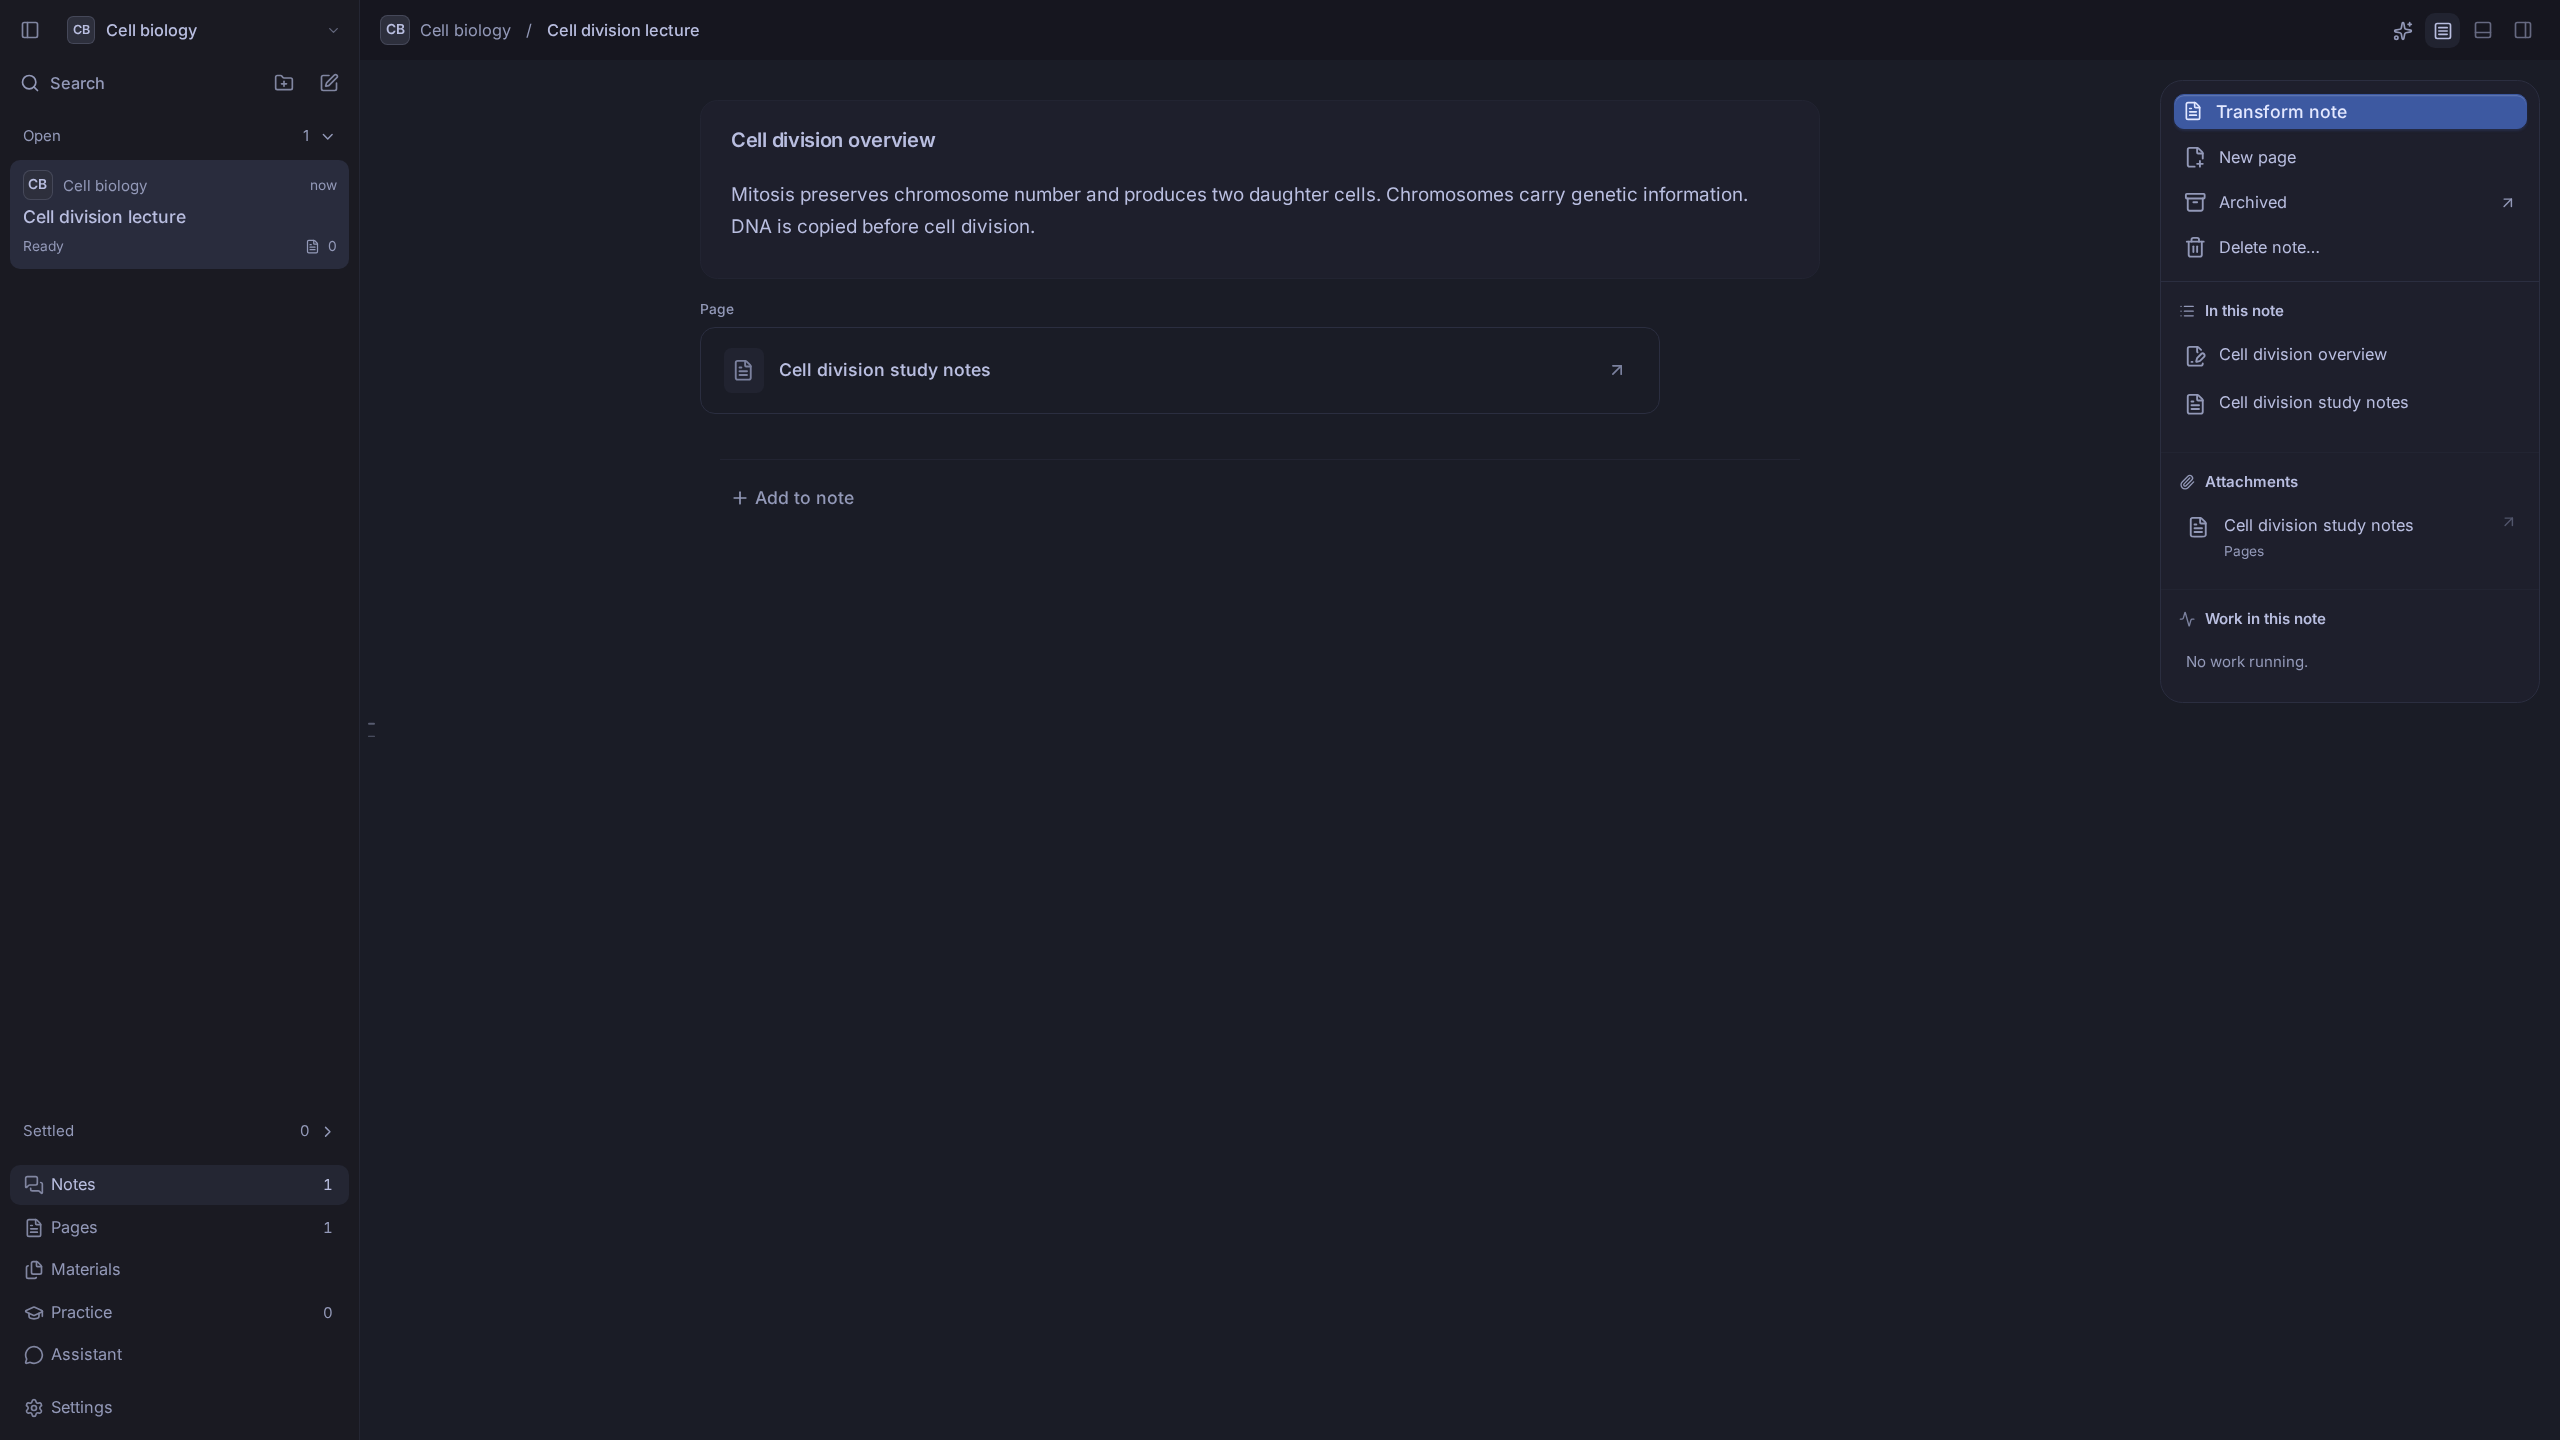 CB Cell biology
Search
Open 1
CB Cell biology now
Cell division lecture
Ready 0
Settled 0
Notes 1
Pages 1
Materials
Practice 0
Assistant
Settings
CB Cell biology / Cell division lecture
Cell division overview
Mitosis preserves chromosome number and produces two daughter cells. Chromosomes carry genetic information.
DNA is copied before cell division.
Page
Cell division study notes
Add to note
Transform note
New page
Archived
Delete note...
In this note
Cell division overview
Cell division study notes
Attachments
Cell division study notes
Pages
Work in this note
No work running.